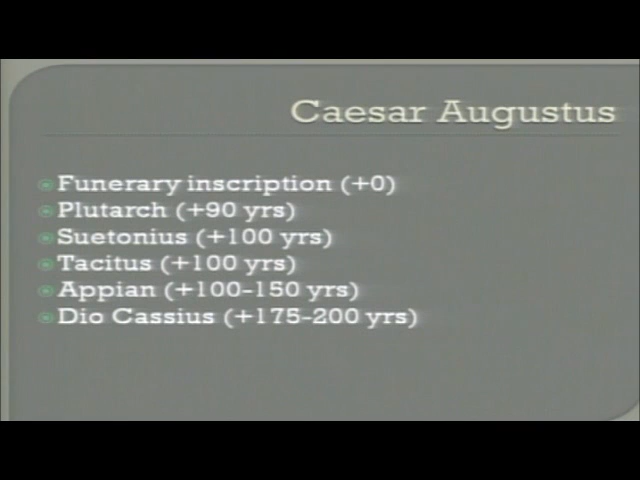 Caesar Augustus
Funerary inscription (+0)
Plutarch (+90 yrs)
Suetonius (+100 yrs)
Tacitus (+100 yrs)
Appian (+100-150 yrs)
Dio Cassius (+175-200 yrs)